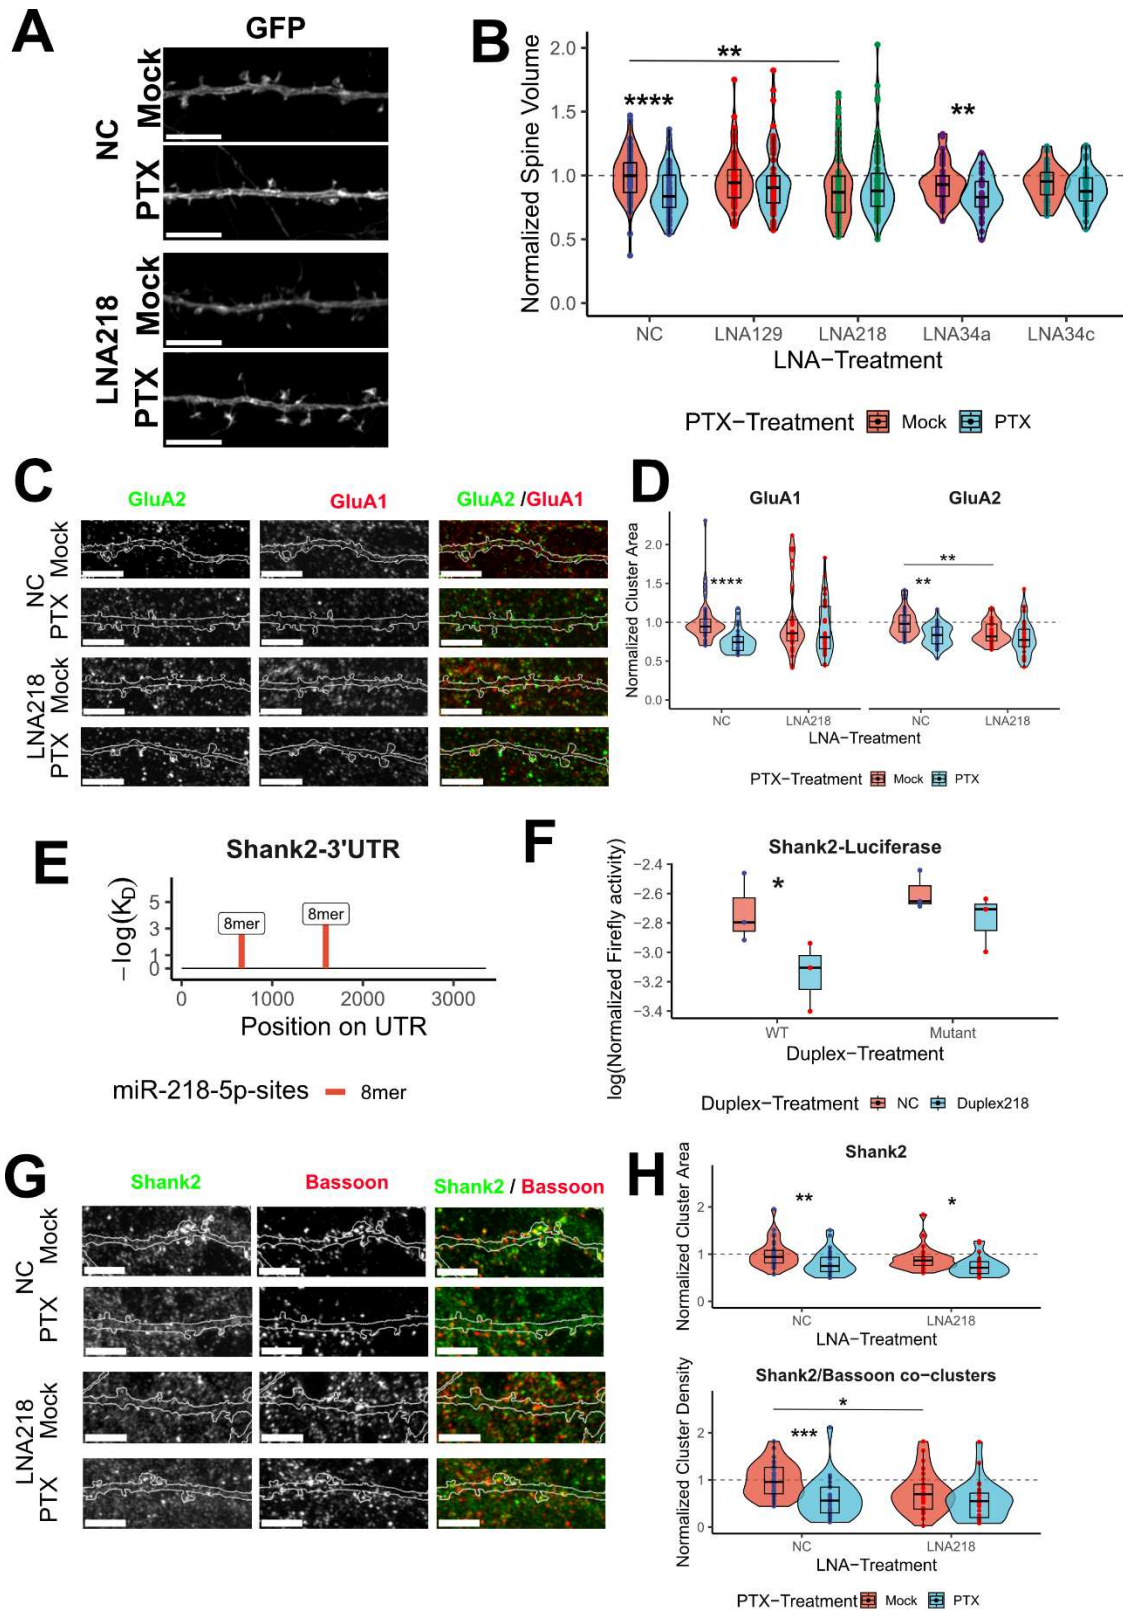 A
GFP
NC
Mock
PTX
LNA218
Mock
PTX
B
Normalized Spine Volume
2.0
1.5
1.0
0.5
0.0
**
****
**
NC
LNA129
LNA218
LNA34a
LNA34c
LNA−Treatment
PTX−Treatment Mock PTX
C
GluA2
GluA1
GluA2 /GluA1
NC
Mock
PTX
LNA218
Mock
PTX
D
GluA1
GluA2
Normalized Cluster Area
2.0
1.5
1.0
0.5
0.0
****
**
**
NC
LNA218
NC
LNA218
LNA−Treatment
PTX−Treatment Mock PTX
E
Shank2-3'UTR
−log(KD)
5
3
1
0
8mer
8mer
0
1000
2000
3000
Position on UTR
miR-218-5p-sites 8mer
F
Shank2-Luciferase
log(Normalized Firefly activity)
−2.4
−2.6
−2.8
−3.0
−3.2
−3.4
*
WT
Mutant
Duplex−Treatment
Duplex−Treatment NC Duplex218
G
Shank2
Bassoon
Shank2 / Bassoon
NC
Mock
PTX
LNA218
Mock
PTX
H
Shank2
Normalized Cluster Area
2
1
0
**
*
NC
LNA218
LNA−Treatment
Shank2/Bassoon co−clusters
Normalized Cluster Density
2
1
0
*
***
NC
LNA218
LNA−Treatment
PTX−Treatment Mock PTX